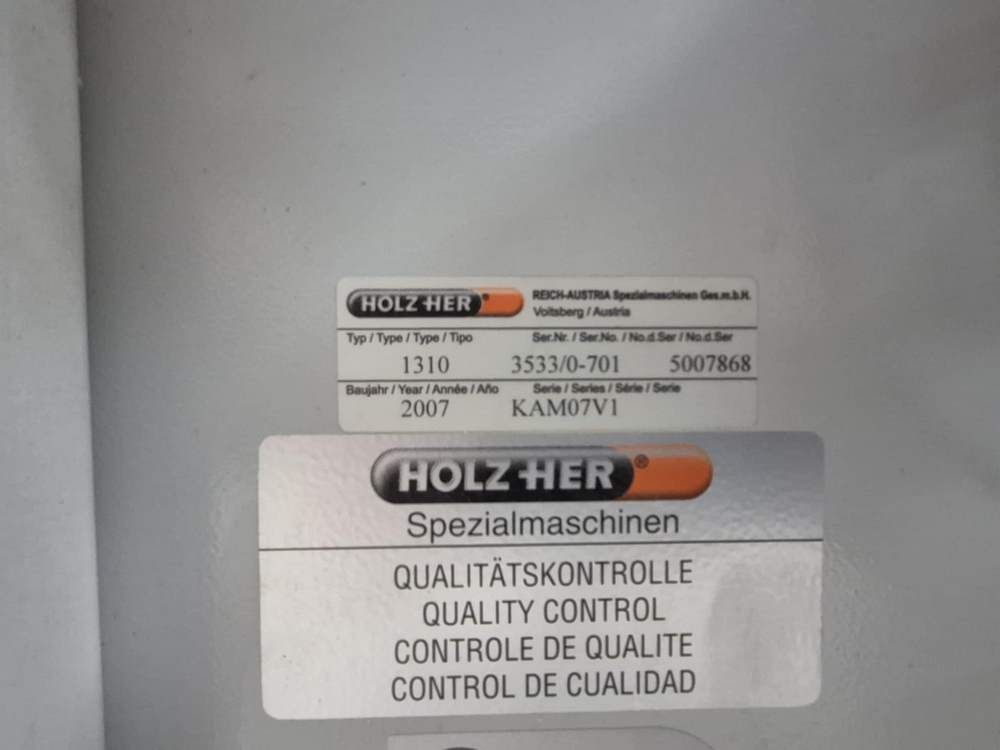 HOLZ-HER® REICH-AUSTRIA Spezialmaschinen Ges.m.b.H.
Voitsberg / Austria
Typ / Type / Type / Tipo Ser.Nr. / Ser.No. / No.d.Ser / No.d.Ser
1310 3533/0-701 5007868
Baujahr / Year / Année / Año Serie / Series / Série / Serie
2007 KAM07V1
HOLZ-HER®
Spezialmaschinen
QUALITÄTSKONTROLLE
QUALITY CONTROL
CONTROLE DE QUALITE
CONTROL DE CUALIDAD